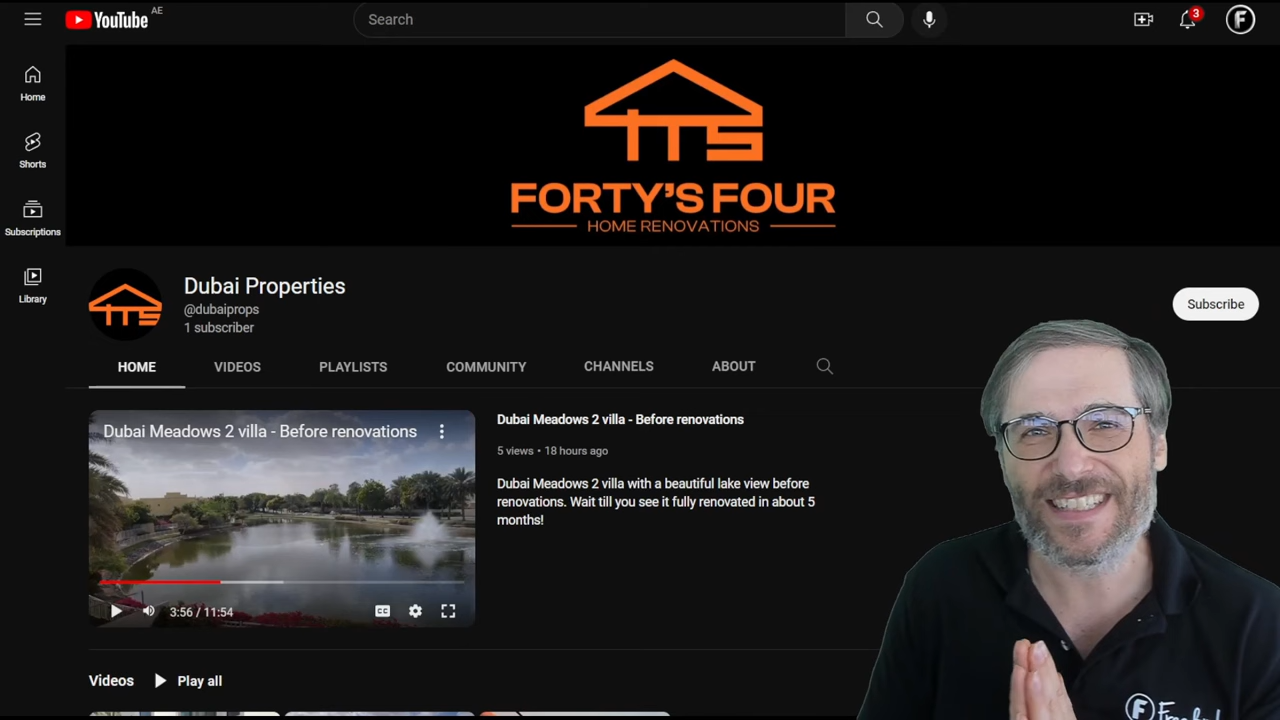 YouTube AE
Search
3
F
Home
Shorts
Subscriptions
Library
FORTY'S FOUR
HOME RENOVATIONS
Dubai Properties
@dubaiprops
1 subscriber
Subscribe
HOME VIDEOS PLAYLISTS COMMUNITY CHANNELS ABOUT
Dubai Meadows 2 villa - Before renovations
3:56 / 11:54
CC
Dubai Meadows 2 villa - Before renovations
5 views • 18 hours ago
Dubai Meadows 2 villa with a beautiful lake view before
renovations. Wait till you see it fully renovated in about 5
months!
Videos Play all
F